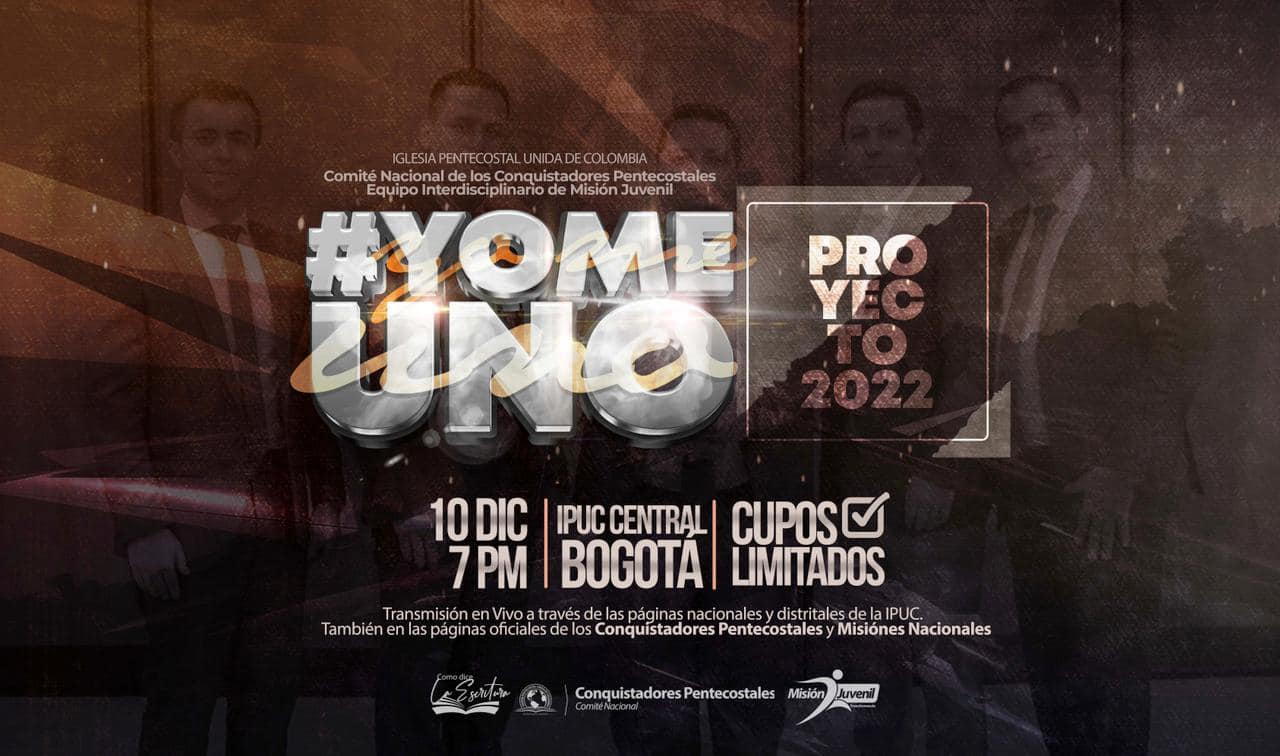 IGLESIA PENTECOSTAL UNIDA DE COLOMBIA
Comité Nacional de los Conquistadores Pentecostales
Equipo Interdisciplinario de Misión Juvenil
#YOME
UNO
yo me
uno
PRO
YEC
TO
2022
10 DIC
7 PM
IPUC CENTRAL
BOGOTÁ
CUPOS
LIMITADOS
Transmisión en Vivo a través de las páginas nacionales y distritales de la IPUC.
También en las páginas oficiales de los Conquistadores Pentecostales y Misiónes Nacionales
Como dice
La Escritura
Conquistadores Pentecostales
Comité Nacional
Misión Juvenil